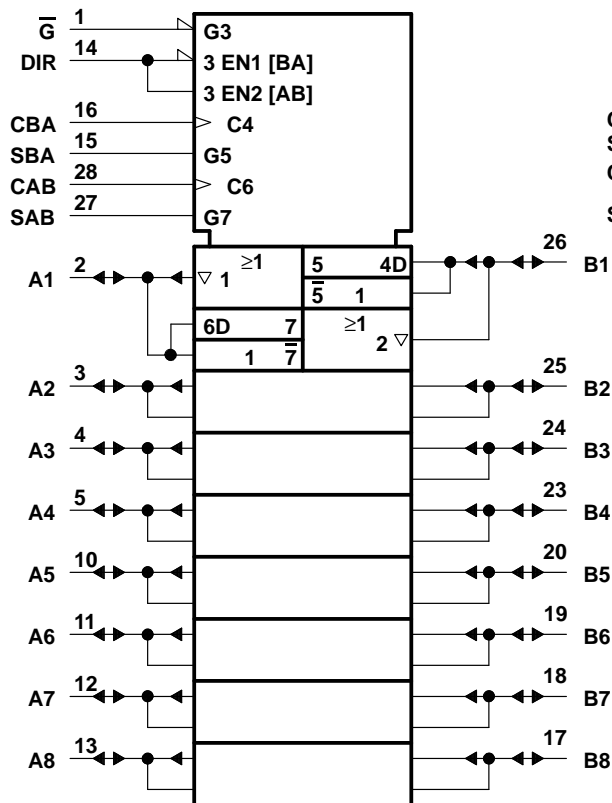 G̅ 1 G3
DIR 14 3 EN1 [BA]
3 EN2 [AB]
CBA 16 C4
SBA 15 G5
CAB 28 C6
SAB 27 G7
C
S
C
S
A1 2 ≥1 ▽ 1 5 4D 26 B1
5̅ 1
6D 7 ≥1
1 7̅ 2 ▽
A2 3 25 B2
A3 4 24 B3
A4 5 23 B4
A5 10 20 B5
A6 11 19 B6
A7 12 18 B7
A8 13 17 B8